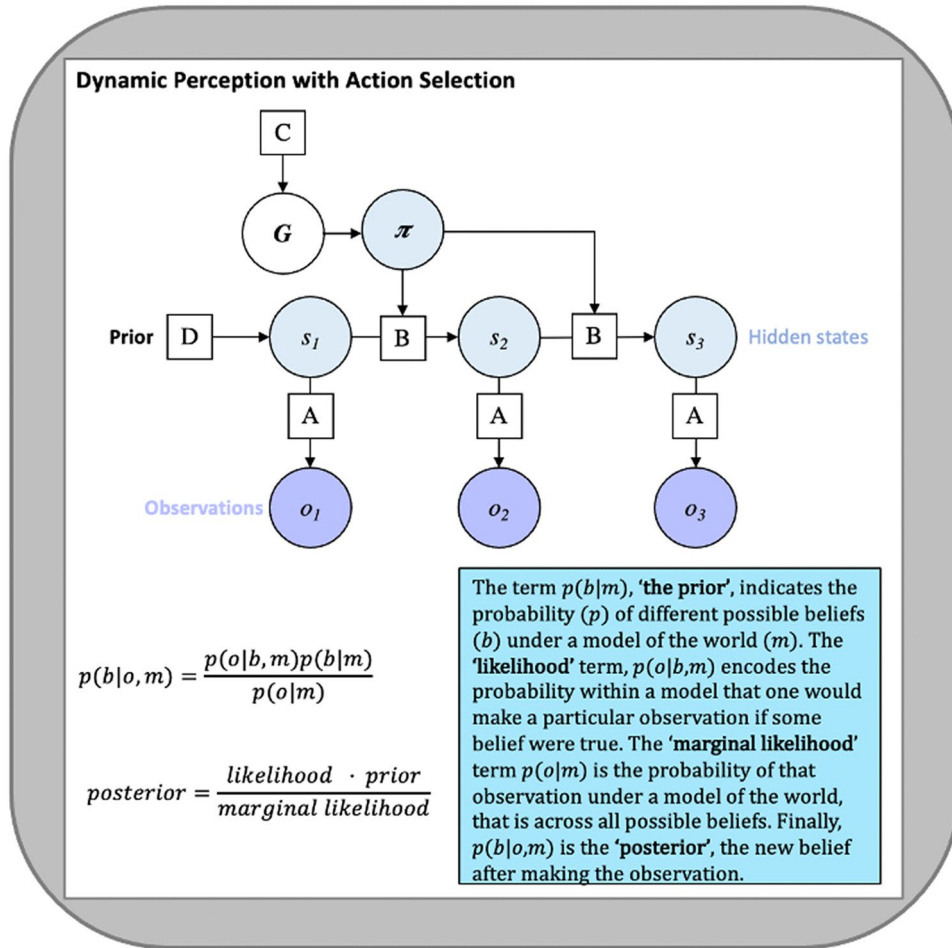 Dynamic Perception with Action Selection
C
G
π
Prior
D
s₁
B
s₂
B
s₃
Hidden states
A
A
A
Observations
o₁
o₂
o₃
p(b|o, m) = p(o|b, m)p(b|m) / p(o|m)
posterior = likelihood · prior / marginal likelihood
The term p(b|m), ‘the prior’, indicates the
probability (p) of different possible beliefs
(b) under a model of the world (m). The
‘likelihood’ term, p(o|b,m) encodes the
probability within a model that one would
make a particular observation if some
belief were true. The ‘marginal likelihood’
term p(o|m) is the probability of that
observation under a model of the world,
that is across all possible beliefs. Finally,
p(b|o,m) is the ‘posterior’, the new belief
after making the observation.